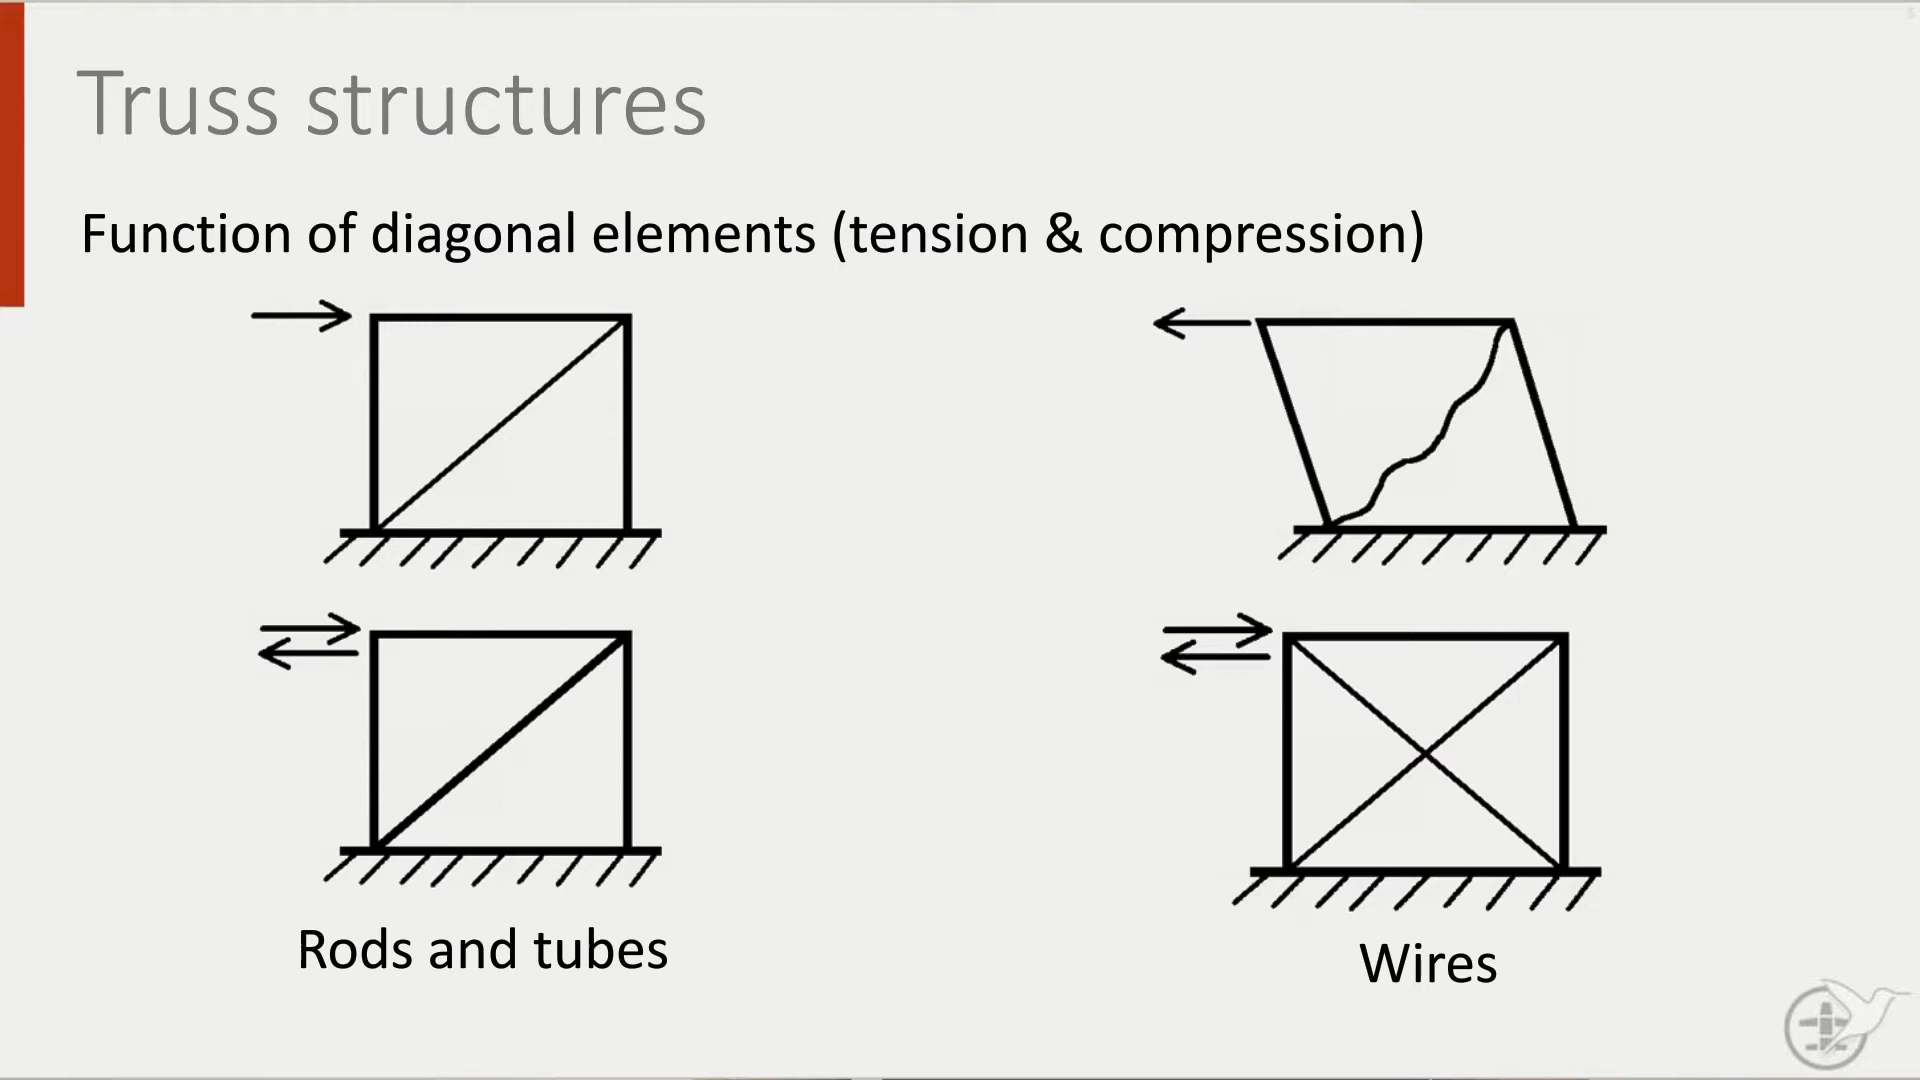 Truss structures
Function of diagonal elements (tension & compression)
Rods and tubes
Wires